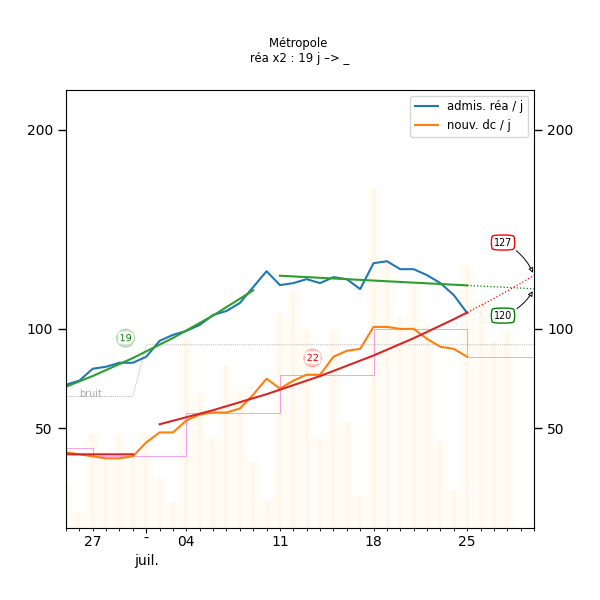 Métropole
réa x2 : 19 j –> _
admis. réa / j
nouv. dc / j
200
200
127
120
100
100
19
22
bruit
50
50
27
-
04
11
18
25
juil.